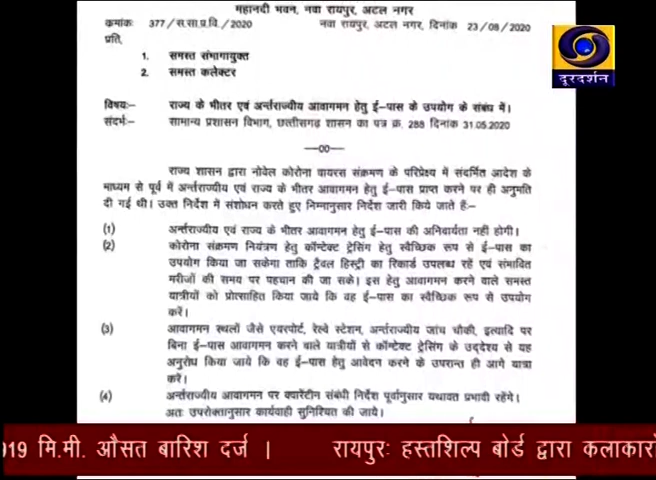 महानदी भवन, नवा रायपुर, अटल नगर
क्रमांक 377/स.सा.प्र.वि./2020 नवा रायपुर, अटल नगर, दिनांक 23/08/2020
प्रति,
1. समस्त संभागायुक्त
2. समस्त कलेक्टर
दूरदर्शन
विषयः– राज्य के भीतर एवं अर्न्तराज्यीय आवागमन हेतु ई–पास के उपयोग के संबंध में।
संदर्भः– सामान्य प्रशासन विभाग, छत्तीसगढ़ शासन का पत्र क्र. 288 दिनांक 31.05.2020
—00—
राज्य शासन द्वारा नोवेल कोरोना वायरस संक्रमण के परिप्रेक्ष्य में संदर्भित आदेश के
माध्यम से पूर्व में अर्न्तराज्यीय एवं राज्य के भीतर आवागमन हेतु ई–पास प्राप्त करने पर ही अनुमति
दी गई थी। उक्त निर्देश में संशोधन करते हुए निम्नानुसार निर्देश जारी किये जाते हैः–
(1) अर्न्तराज्यीय एवं राज्य के भीतर आवागमन हेतु ई–पास की अनिवार्यता नहीं होगी।
(2) कोरोना संक्रमण नियंत्रण हेतु कॉन्टेक्ट ट्रेसिंग हेतु स्वैच्छिक रूप से ई–पास का
उपयोग किया जा सकेगा ताकि ट्रैवल हिस्ट्री का रिकार्ड उपलब्ध रहें एवं संभावित
मरीजों की समय पर पहचान की जा सके। इस हेतु आवागमन करने वाले समस्त
यात्रीयों को प्रोत्साहित किया जाये कि वह ई–पास का स्वैच्छिक रूप से उपयोग
करें।
(3) आवागमन स्थलों जैसे एयरपोर्ट, रेल्वे स्टेशन, अर्न्तराज्यीय जांच चौकी, इत्यादि पर
बिना ई–पास आवागमन करने वाले यात्रीयों से कॉन्टेक्ट ट्रेसिंग के उद्देश्य से यह
अनुरोध किया जाये कि वह ई–पास हेतु आवेदन करने के उपरान्त ही आगे यात्रा
करें।
(4) अर्न्तराज्यीय आवागमन पर क्वारेंटीन संबंधी निर्देश पूर्वानुसार यथावत प्रभावी रहेंगे।
अतः उपरोक्तानुसार कार्यवाही सुनिश्चित की जाये।
019 मि.मी. औसत बारिश दर्ज । रायपुरः हस्तशिल्प बोर्ड द्वारा कलाकारो